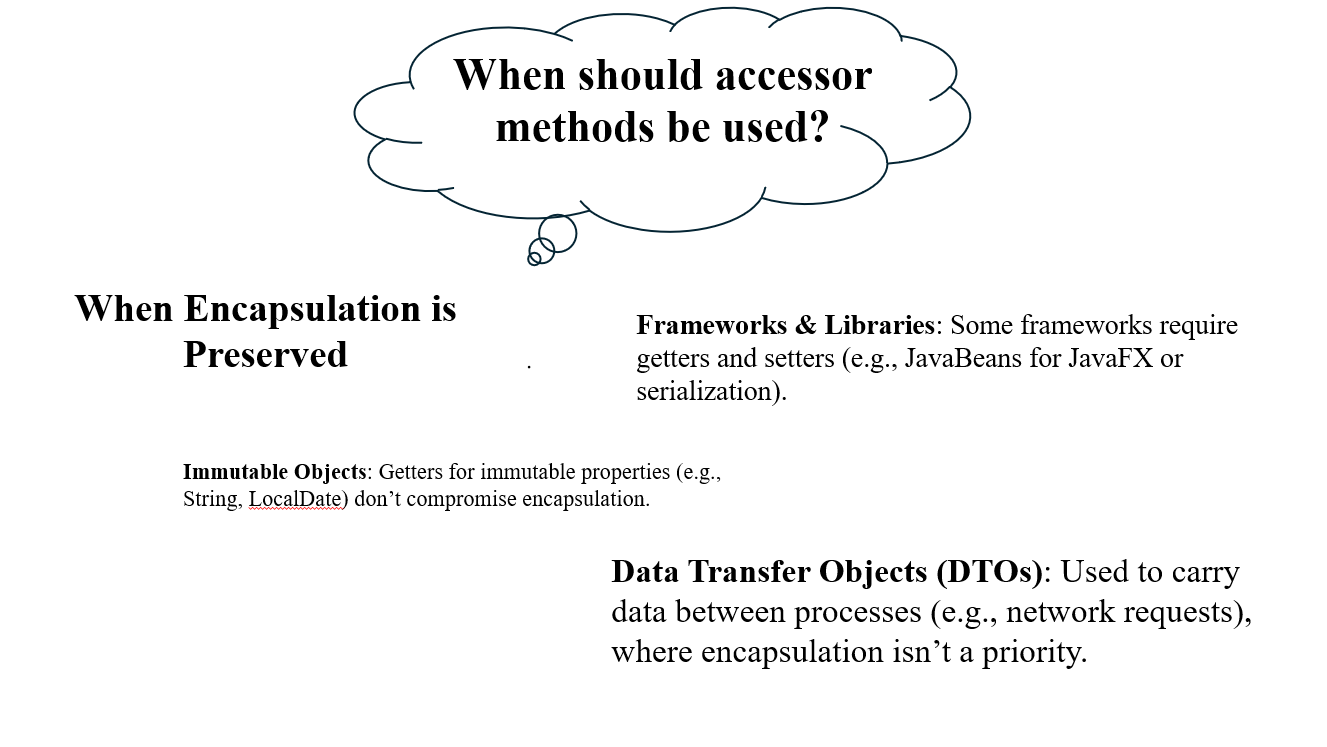 When should accessor
methods be used?
When Encapsulation is
Preserved
.
Frameworks & Libraries: Some frameworks require
getters and setters (e.g., JavaBeans for JavaFX or
serialization).
Immutable Objects: Getters for immutable properties (e.g.,
String, LocalDate) don’t compromise encapsulation.
Data Transfer Objects (DTOs): Used to carry
data between processes (e.g., network requests),
where encapsulation isn’t a priority.